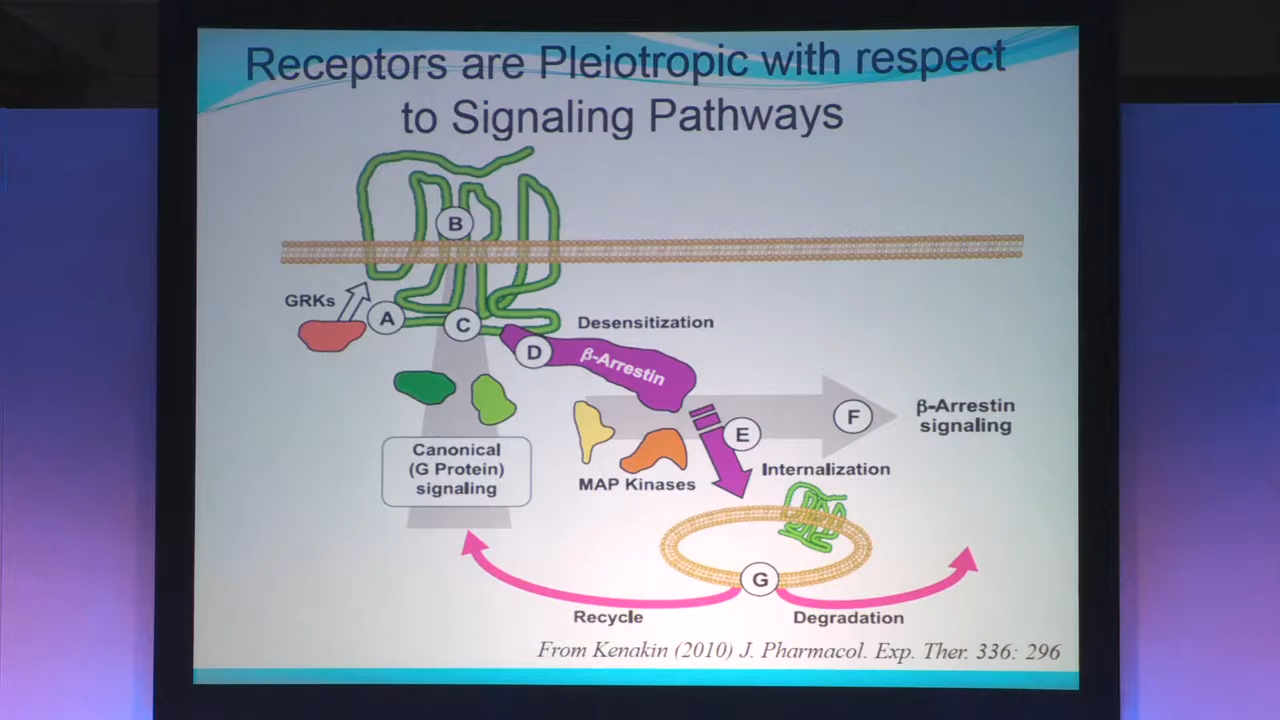 Receptors are Pleiotropic with respect
to Signaling Pathways
B
GRKs
A
C
Desensitization
D
β-Arrestin
F
β-Arrestin
signaling
E
Canonical
(G Protein)
signaling
MAP Kinases
Internalization
G
Recycle
Degradation
From Kenakin (2010) J. Pharmacol. Exp. Ther. 336: 296